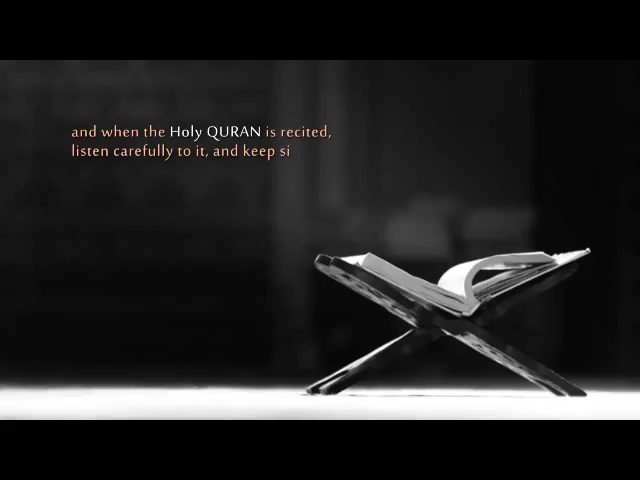 and when the Holy QURAN is recited,
listen carefully to it, and keep si